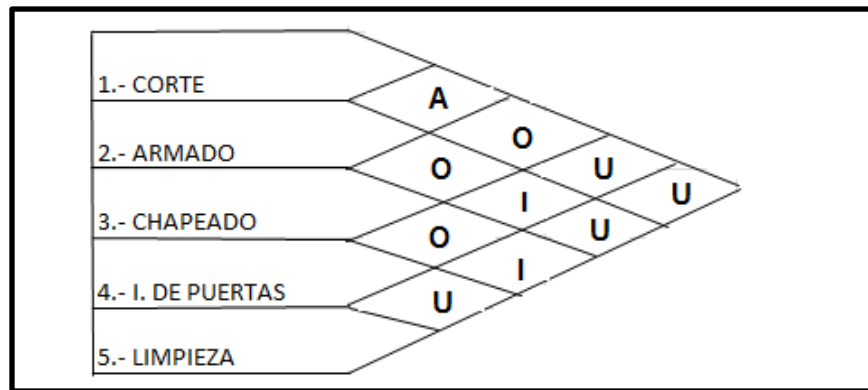 1.- CORTE
A
O
2.- ARMADO
O
U
U
I
3.- CHAPEADO
O
U
I
4.- I. DE PUERTAS
U
5.- LIMPIEZA